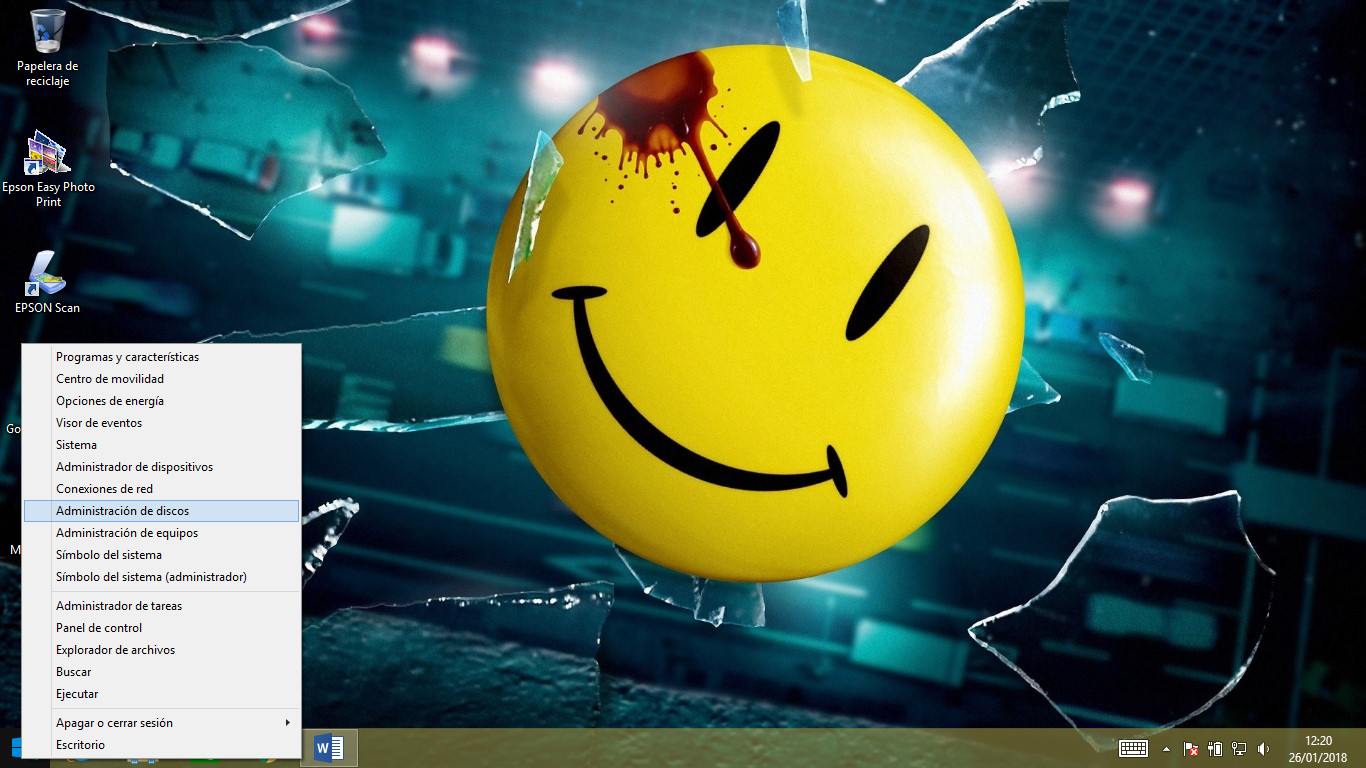 Papelera de
reciclaje
Epson Easy Photo
Print
EPSON Scan
Go
M
Programas y características
Centro de movilidad
Opciones de energía
Visor de eventos
Sistema
Administrador de dispositivos
Conexiones de red
Administración de discos
Administración de equipos
Símbolo del sistema
Símbolo del sistema (administrador)
Administrador de tareas
Panel de control
Explorador de archivos
Buscar
Ejecutar
Apagar o cerrar sesión
Escritorio
W
12:20
26/01/2018